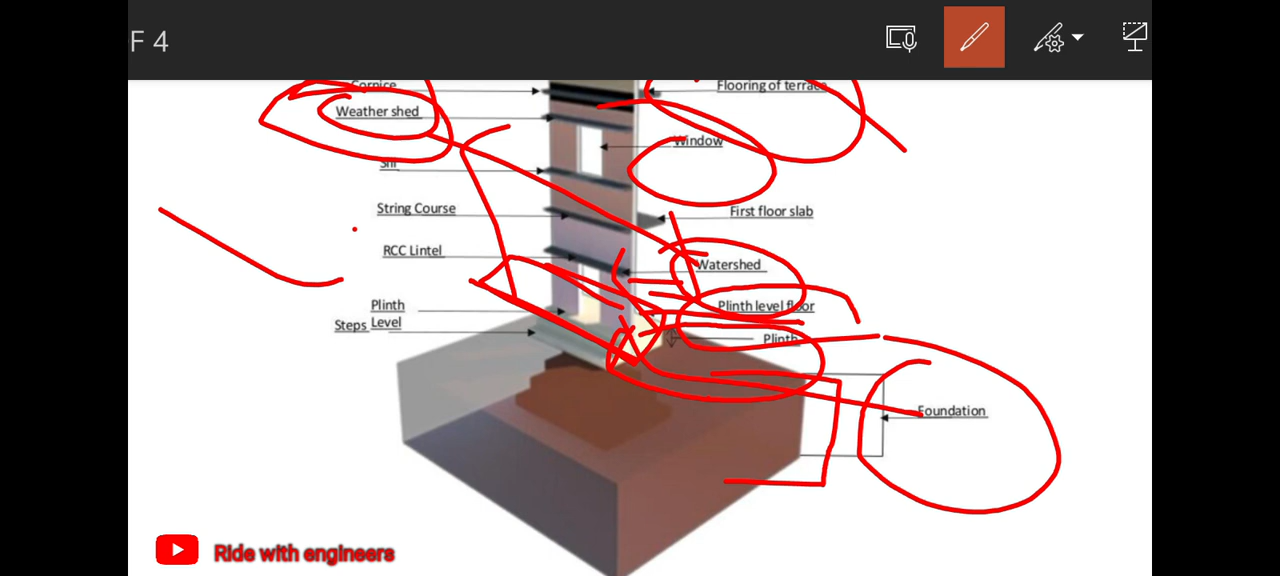 F 4
Cornice
Flooring of terrace
Weather shed
Window
Sill
String Course
First floor slab
RCC Lintel
Watershed
Plinth
Level
Plinth level floor
Steps
Plinth
Foundation
Ride with engineers